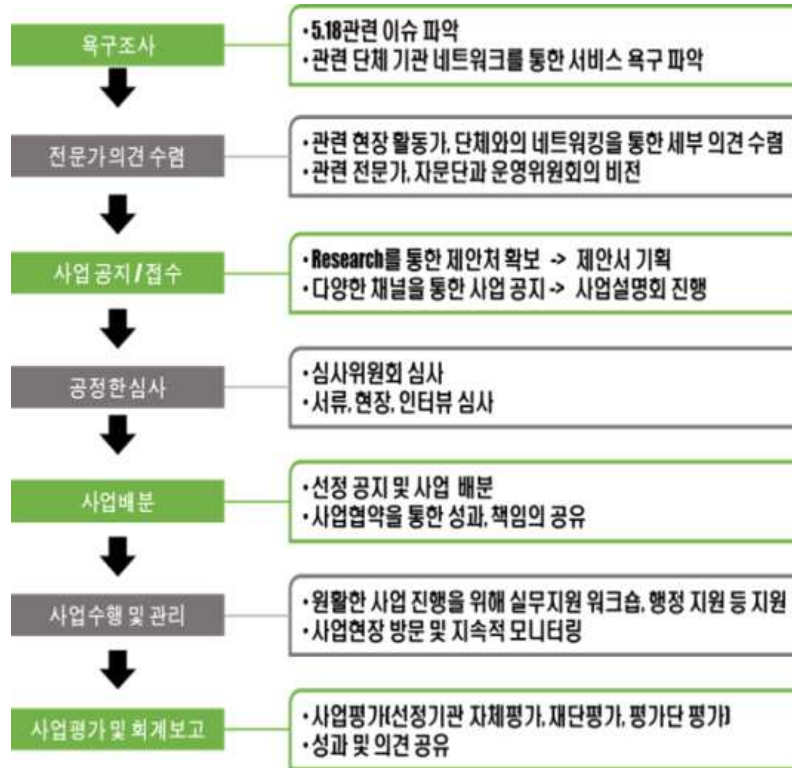 욕구조사
·5.18관련 이슈 파악
·관련 단체 기관 네트워크를 통한 서비스 욕구 파악
전문가의견 수렴
·관련 현장 활동가, 단체와의 네트워킹을 통한 세부 의견 수렴
·관련 전문가, 자문단과 운영위원회의 비전
사업 공지 / 접수
·Research를 통한 제안처 확보 -> 제안서 기획
·다양한 채널을 통한 사업 공지 -> 사업설명회 진행
공정한 심사
·심사위원회 심사
·서류, 현장, 인터뷰 심사
사업배분
·선정 공지 및 사업 배분
·사업협약을 통한 성과, 책임의 공유
사업수행 및 관리
·원활한 사업 진행을 위해 실무지원 워크숍, 행정 지원 등 지원
·사업현장 방문 및 지속적 모니터링
사업평가 및 회계보고
·사업평가(선정기관 자체평가, 재단평가, 평가단 평가)
·성과 및 의견 공유